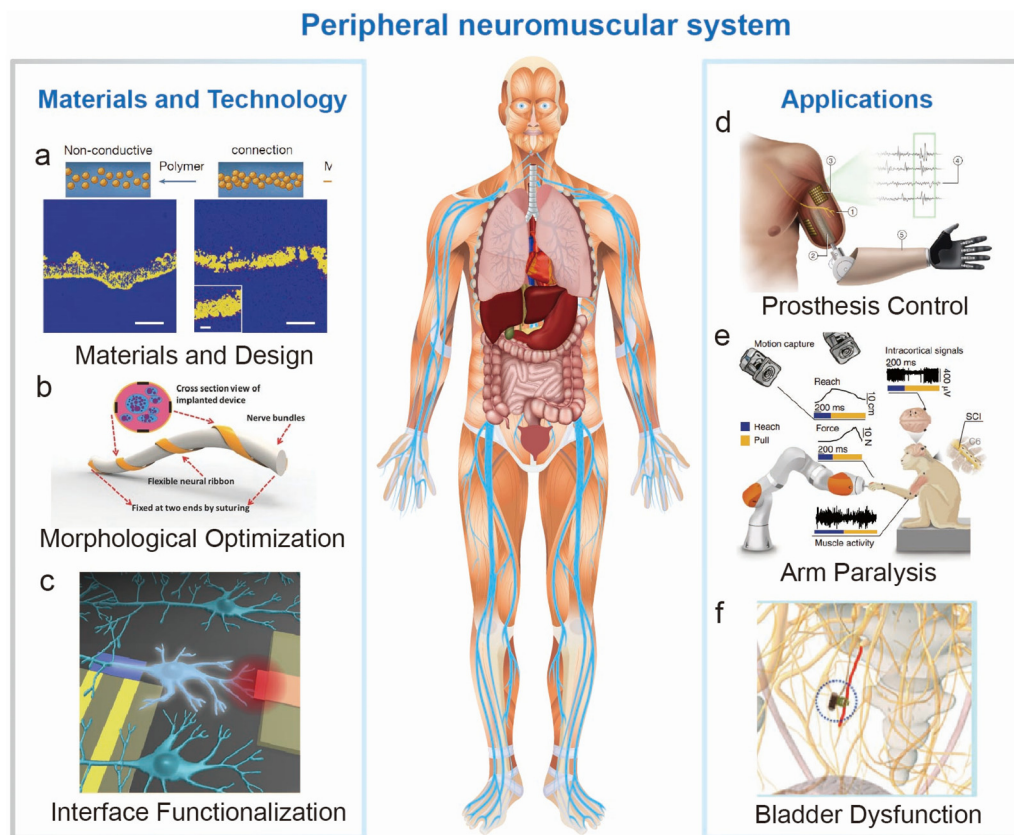 Peripheral neuromuscular system
Materials and Technology
a
Non-conductive
Polymer
connection
M
Materials and Design
b
Cross section view of
implanted device
Nerve bundles
Flexible neural ribbon
Fixed at two ends by suturing
Morphological Optimization
c
Interface Functionalization
Applications
d
③
④
①
②
⑤
Prosthesis Control
e
Motion capture
Intracortical signals
200 ms
400 µV
Reach
10 cm
200 ms
Reach
Pull
Force
10 N
200 ms
SCI
C6
Muscle activity
Arm Paralysis
f
Bladder Dysfunction